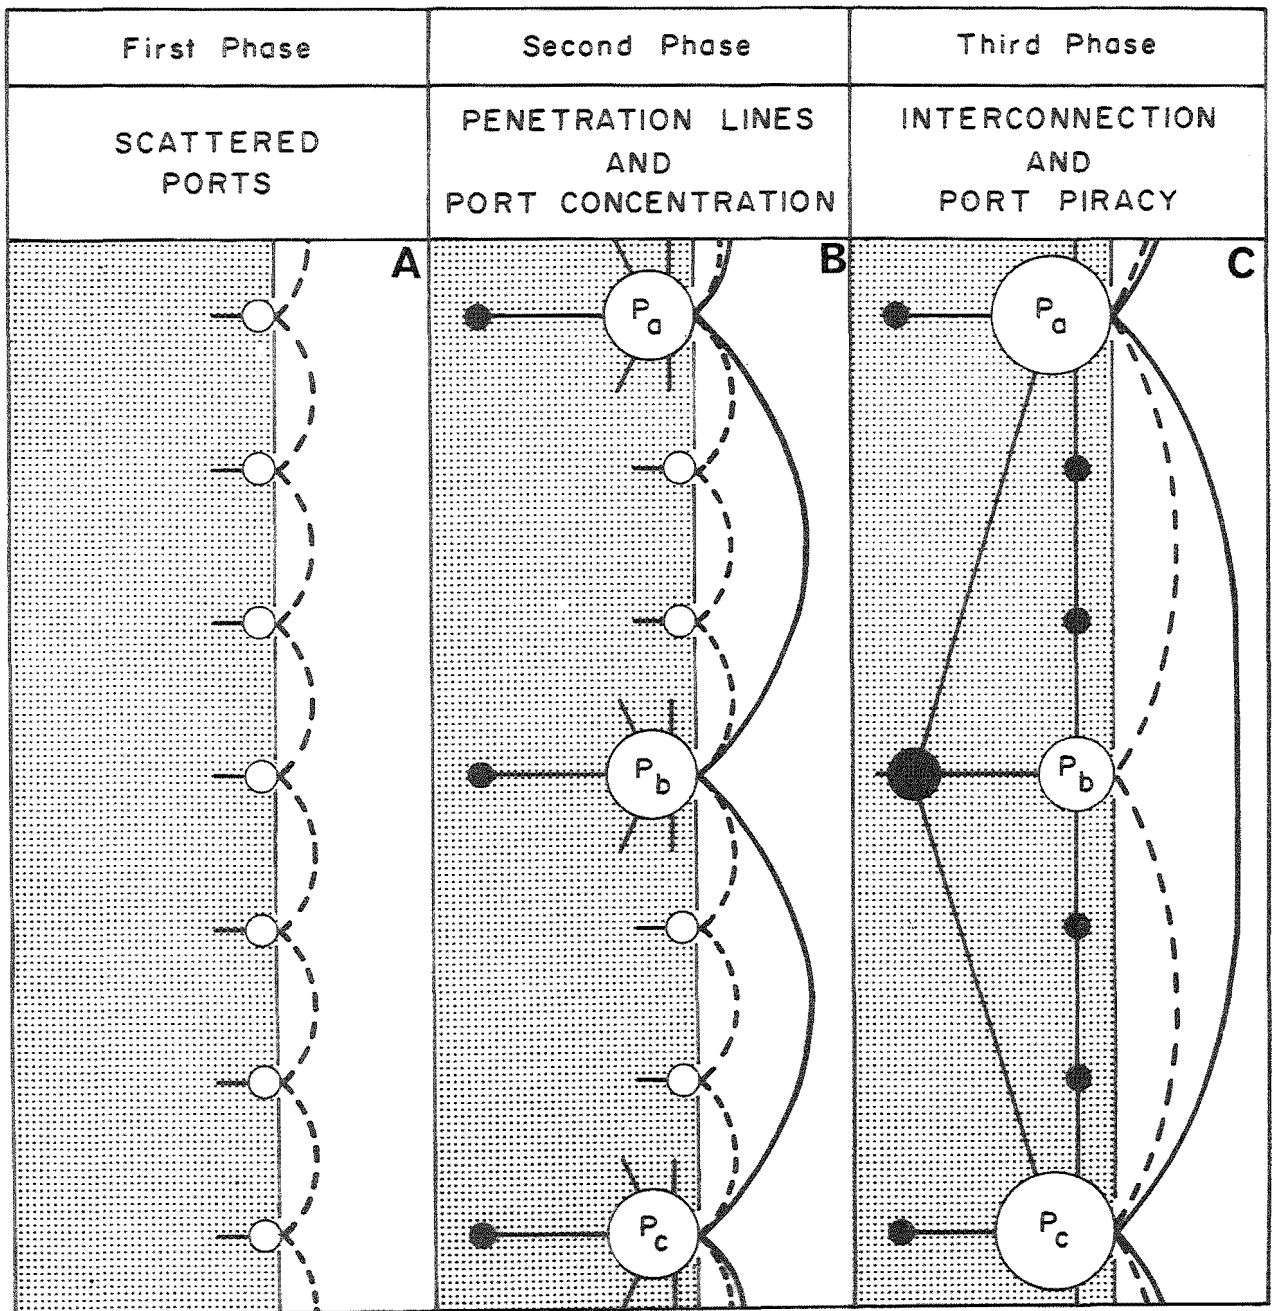 First Phase
Second Phase
Third Phase
SCATTERED
PORTS
PENETRATION LINES
AND
PORT CONCENTRATION
INTERCONNECTION
AND
PORT PIRACY
A
B
C
Pa
Pa
Pb
Pb
Pc
Pc